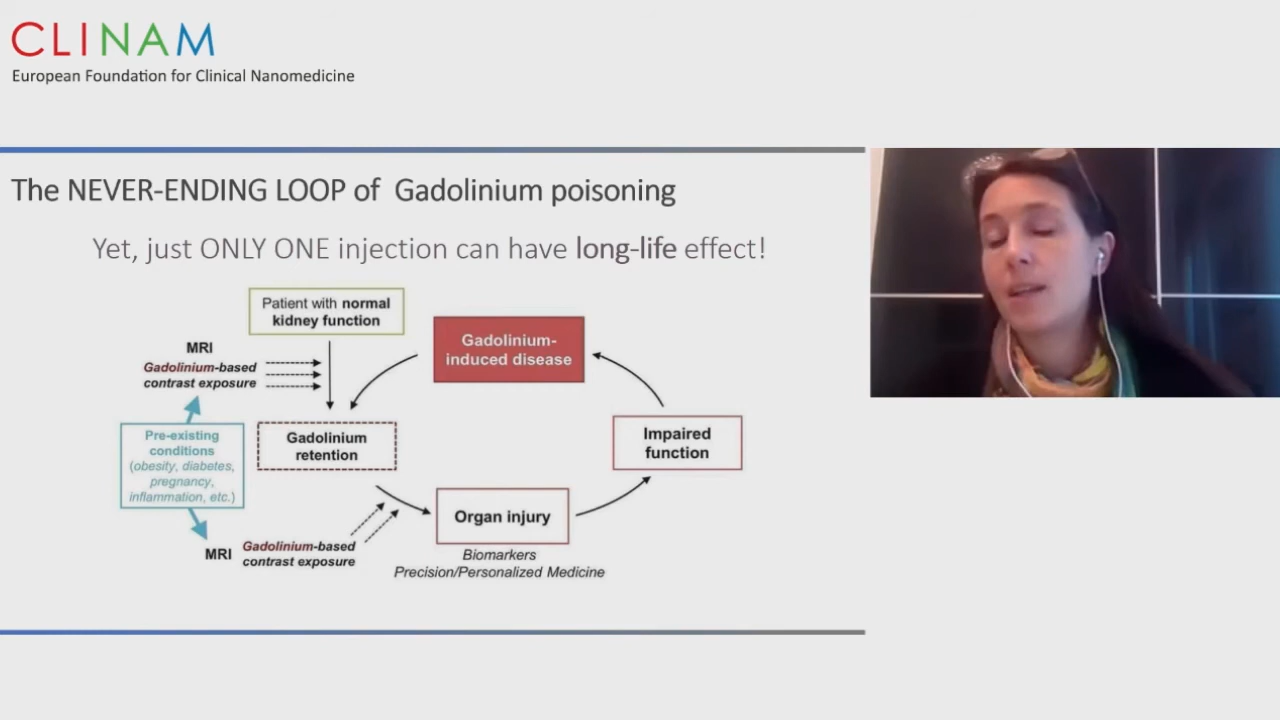 CLINAM
European Foundation for Clinical Nanomedicine
The NEVER-ENDING LOOP of Gadolinium poisoning
Yet, just ONLY ONE injection can have long-life effect!
Patient with normal
kidney function
MRI
Gadolinium-based
contrast exposure
Gadolinium-
induced disease
Pre-existing
conditions
(obesity, diabetes,
pregnancy,
inflammation, etc.)
Gadolinium
retention
Impaired
function
Organ injury
Biomarkers
Precision/Personalized Medicine
MRI
Gadolinium-based
contrast exposure